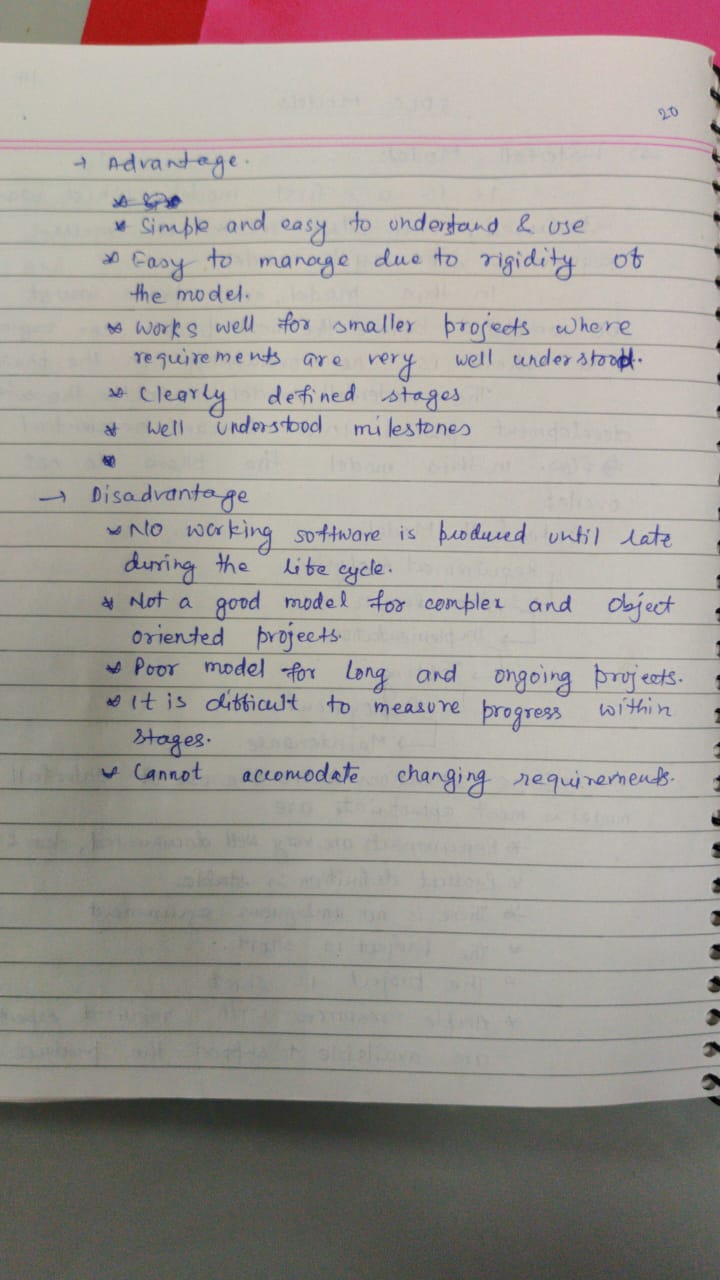 20
→ Advantage.
* Simple and easy to understand & use
* Easy to manage due to rigidity of
the model.
* Works well for smaller projects where
requirements are very well understood.
* Clearly defined stages
* Well understood milestones
*
→ Disadvantage
* No working software is produced until late
during the life cycle.
* Not a good model for complex and object
oriented projects.
* Poor model for long and ongoing projects.
* It is difficult to measure progress within
stages.
* Cannot accomodate changing requirements.